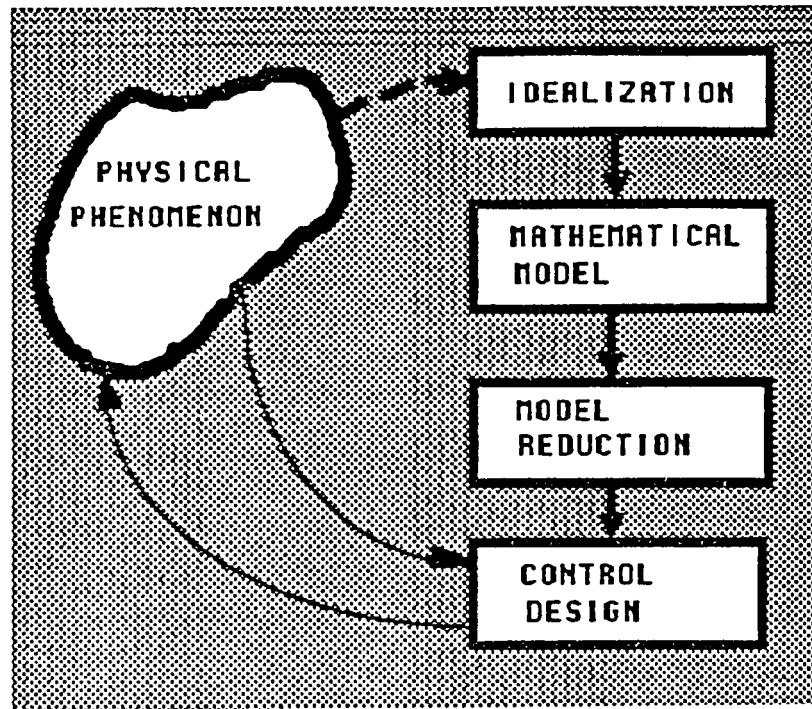 PHYSICAL
PHENOMENON
IDEALIZATION
MATHEMATICAL
MODEL
MODEL
REDUCTION
CONTROL
DESIGN